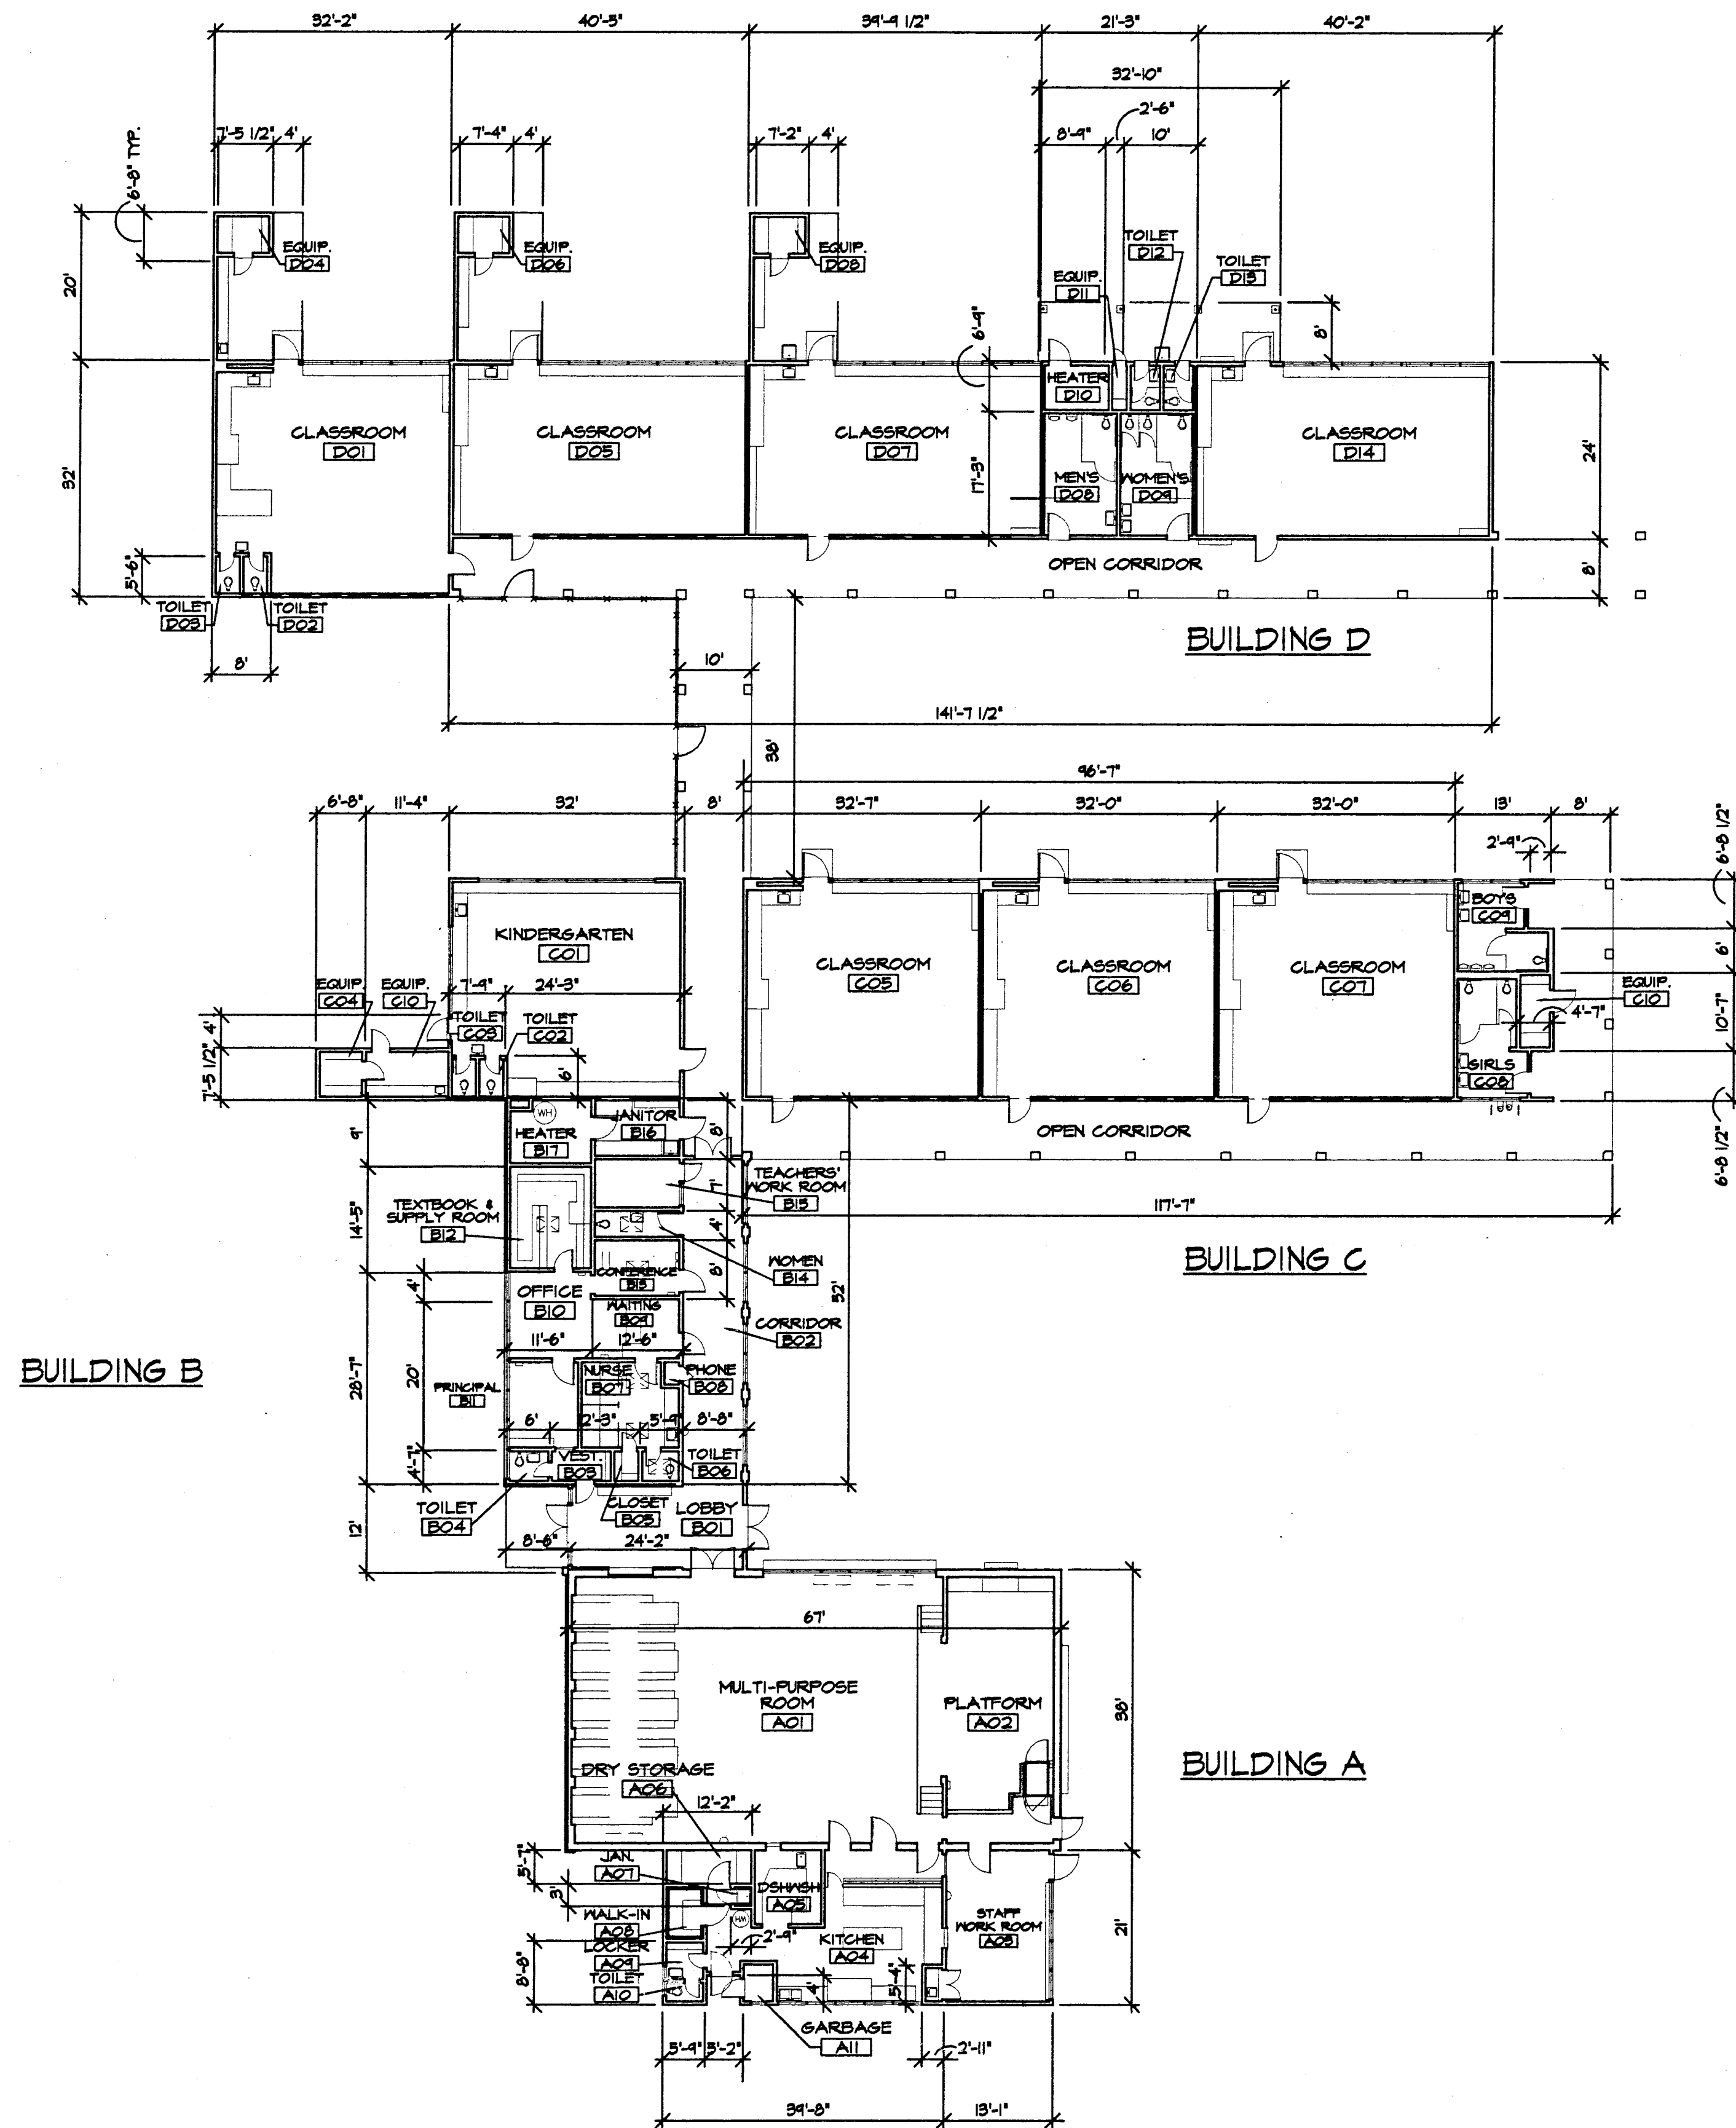 32'-2"
40'-5"
39'-9 1/2"
21'-3"
40'-2"
32'-10"
2'-6"
7'-5 1/2"
4'
7'-4"
4'
7'-2"
4'
8'-9"
10'
6'-8" TYP.
20'
EQUIP.
D04
EQUIP.
D06
EQUIP.
D08
TOILET
D12
TOILET
D13
EQUIP.
D11
6'-9"
8'
HEATER
D10
CLASSROOM
D01
CLASSROOM
D05
CLASSROOM
D07
CLASSROOM
D14
32'
17'-3"
24'
MEN'S
D08
WOMEN'S
D09
5'-6"
OPEN CORRIDOR
8'
TOILET
D03
TOILET
D02
8'
BUILDING D
10'
141'-7 1/2"
38'
96'-7"
6'-8"
11'-4"
32'
8'
32'-7"
32'-0"
32'-0"
13'
8'
2'-9"
6'-8 1/2"
BOYS
C09
KINDERGARTEN
C01
CLASSROOM
C05
CLASSROOM
C06
CLASSROOM
C07
6'
EQUIP.
C04
EQUIP.
C10
7'-9"
24'-3"
EQUIP.
C10
4'-7"
10'-7"
4'
TOILET
C03
TOILET
C02
7'-5 1/2"
6'
GIRLS
C08
WH
HEATER
B17
JANITOR
B16
8'
OPEN CORRIDOR
6'-8 1/2"
9'
TEACHERS'
WORK ROOM
B15
7'
117'-7"
TEXTBOOK &
SUPPLY ROOM
B12
14'-5"
4'
WOMEN
B14
BUILDING C
CONFERENCE
B13
8'
52'
4'
OFFICE
B10
WAITING
B09
CORRIDOR
B02
11'-6"
12'-6"
BUILDING B
28'-7"
20'
PRINCIPAL
B11
NURSE
B07
PHONE
B08
6'
2'-3"
5'-9"
8'-8"
4'-7"
VEST.
B03
TOILET
B06
TOILET
B04
CLOSET
B05
LOBBY
B01
12'
8'-6"
24'-2"
67'
MULTI-PURPOSE
ROOM
A01
PLATFORM
A02
38'
BUILDING A
DRY STORAGE
A06
12'-2"
5'-7"
JAN.
A07
3'
DSHWSH
A05
WALK-IN
A08
HW
STAFF
WORK ROOM
A03
21'
LOCKER
A09
2'-9"
KITCHEN
A04
8'-8"
TOILET
A10
4'
5'-4"
GARBAGE
A11
5'-9"
5'-2"
2'-11"
39'-8"
13'-1"